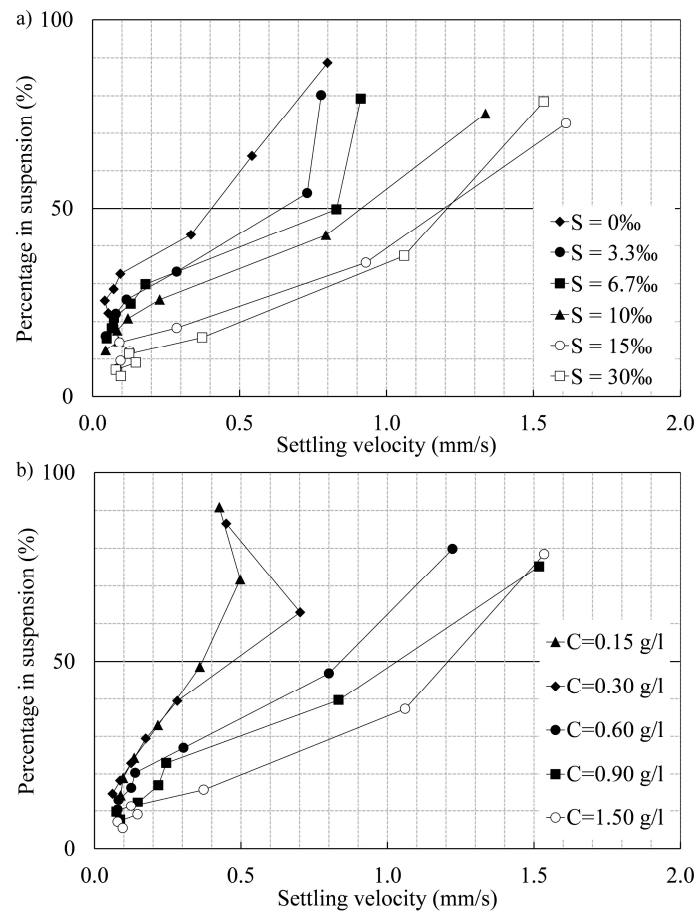 a)
100
50
0
Percentage in suspension (%)
S = 0‰
S = 3.3‰
S = 6.7‰
S = 10‰
S = 15‰
S = 30‰
0.0 0.5 1.0 1.5 2.0
Settling velocity (mm/s)
b)
100
50
0
Percentage in suspension (%)
C=0.15 g/l
C=0.30 g/l
C=0.60 g/l
C=0.90 g/l
C=1.50 g/l
0.0 0.5 1.0 1.5 2.0
Settling velocity (mm/s)